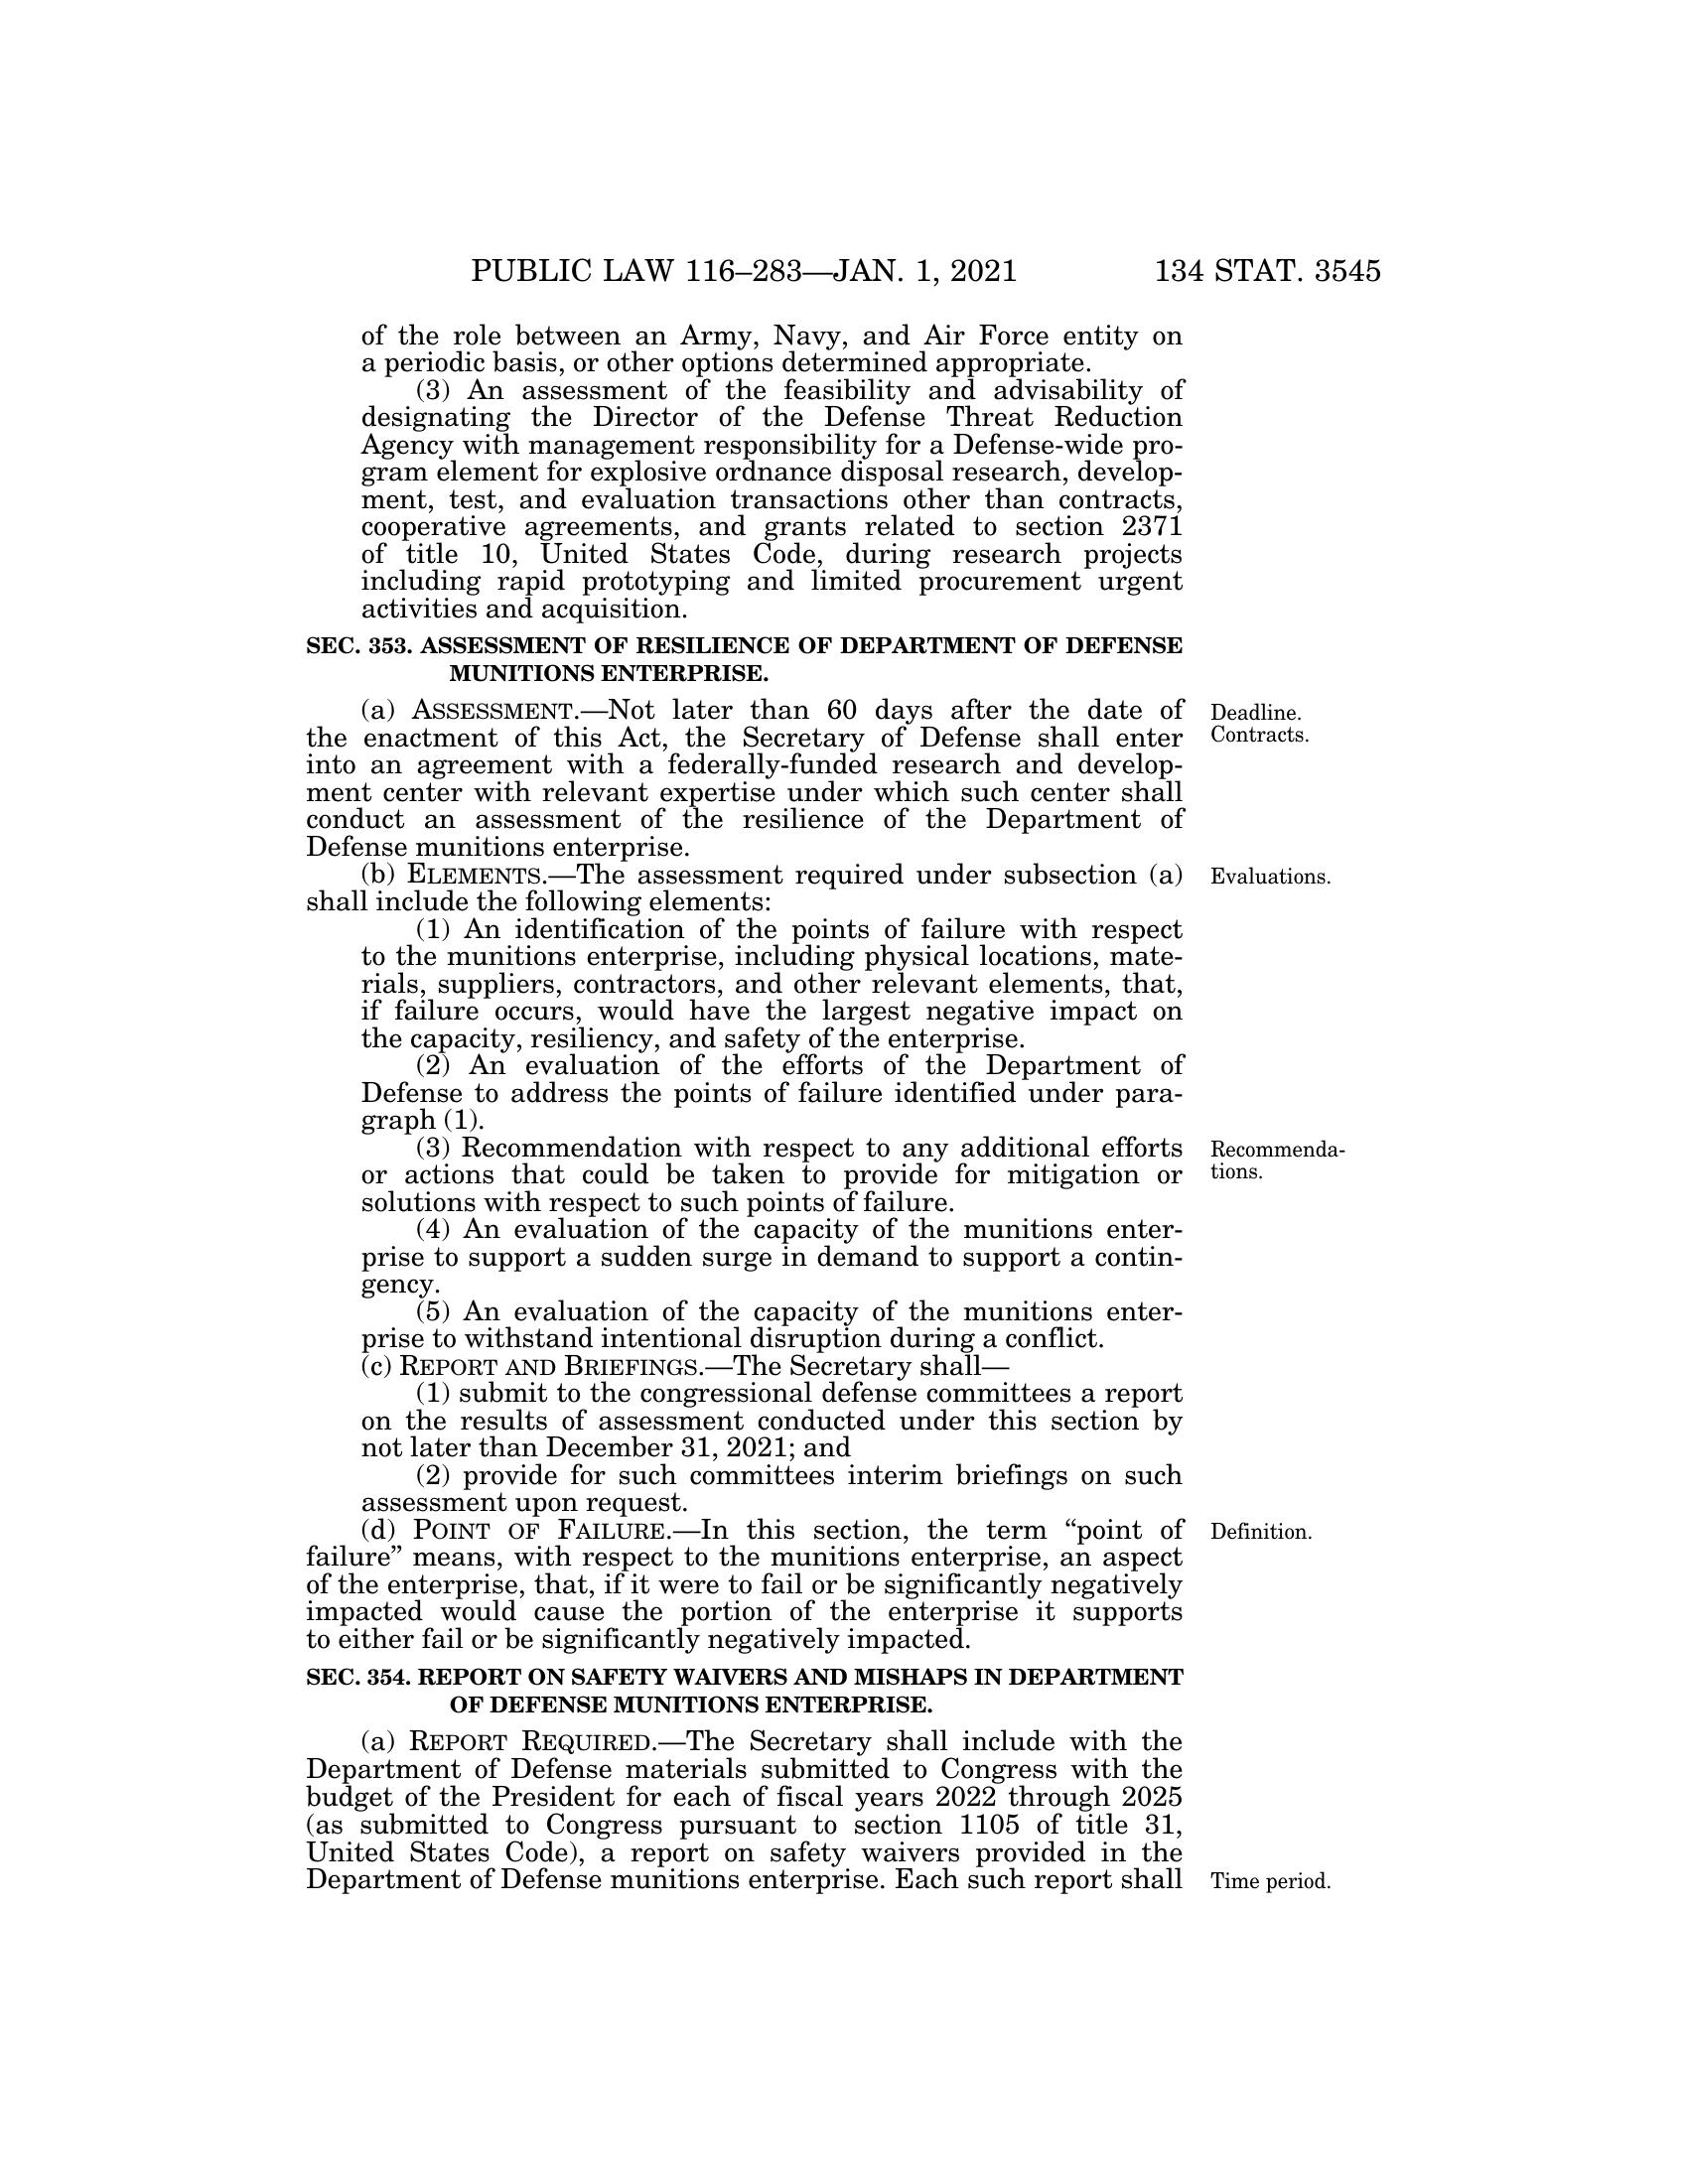 PUBLIC LAW 116–283—JAN. 1, 2021
134 STAT. 3545
of the role between an Army, Navy, and Air Force entity on
a periodic basis, or other options determined appropriate.
(3) An assessment of the feasibility and advisability of
designating the Director of the Defense Threat Reduction
Agency with management responsibility for a Defense-wide pro-
gram element for explosive ordnance disposal research, develop-
ment, test, and evaluation transactions other than contracts,
cooperative agreements, and grants related to section 2371
of title 10, United States Code, during research projects
including rapid prototyping and limited procurement urgent
activities and acquisition.
SEC. 353. ASSESSMENT OF RESILIENCE OF DEPARTMENT OF DEFENSE
MUNITIONS ENTERPRISE.
(a) ASSESSMENT.—Not later than 60 days after the date of
the enactment of this Act, the Secretary of Defense shall enter
into an agreement with a federally-funded research and develop-
ment center with relevant expertise under which such center shall
conduct an assessment of the resilience of the Department of
Defense munitions enterprise.
Deadline.
Contracts.
(b) ELEMENTS.—The assessment required under subsection (a)
shall include the following elements:
Evaluations.
(1) An identification of the points of failure with respect
to the munitions enterprise, including physical locations, mate-
rials, suppliers, contractors, and other relevant elements, that,
if failure occurs, would have the largest negative impact on
the capacity, resiliency, and safety of the enterprise.
(2) An evaluation of the efforts of the Department of
Defense to address the points of failure identified under para-
graph (1).
(3) Recommendation with respect to any additional efforts
or actions that could be taken to provide for mitigation or
solutions with respect to such points of failure.
Recommenda-
tions.
(4) An evaluation of the capacity of the munitions enter-
prise to support a sudden surge in demand to support a contin-
gency.
(5) An evaluation of the capacity of the munitions enter-
prise to withstand intentional disruption during a conflict.
(c) REPORT AND BRIEFINGS.—The Secretary shall—
(1) submit to the congressional defense committees a report
on the results of assessment conducted under this section by
not later than December 31, 2021; and
(2) provide for such committees interim briefings on such
assessment upon request.
(d) POINT OF FAILURE.—In this section, the term “point of
failure” means, with respect to the munitions enterprise, an aspect
of the enterprise, that, if it were to fail or be significantly negatively
impacted would cause the portion of the enterprise it supports
to either fail or be significantly negatively impacted.
Definition.
SEC. 354. REPORT ON SAFETY WAIVERS AND MISHAPS IN DEPARTMENT
OF DEFENSE MUNITIONS ENTERPRISE.
(a) REPORT REQUIRED.—The Secretary shall include with the
Department of Defense materials submitted to Congress with the
budget of the President for each of fiscal years 2022 through 2025
(as submitted to Congress pursuant to section 1105 of title 31,
United States Code), a report on safety waivers provided in the
Department of Defense munitions enterprise. Each such report shall
Time period.